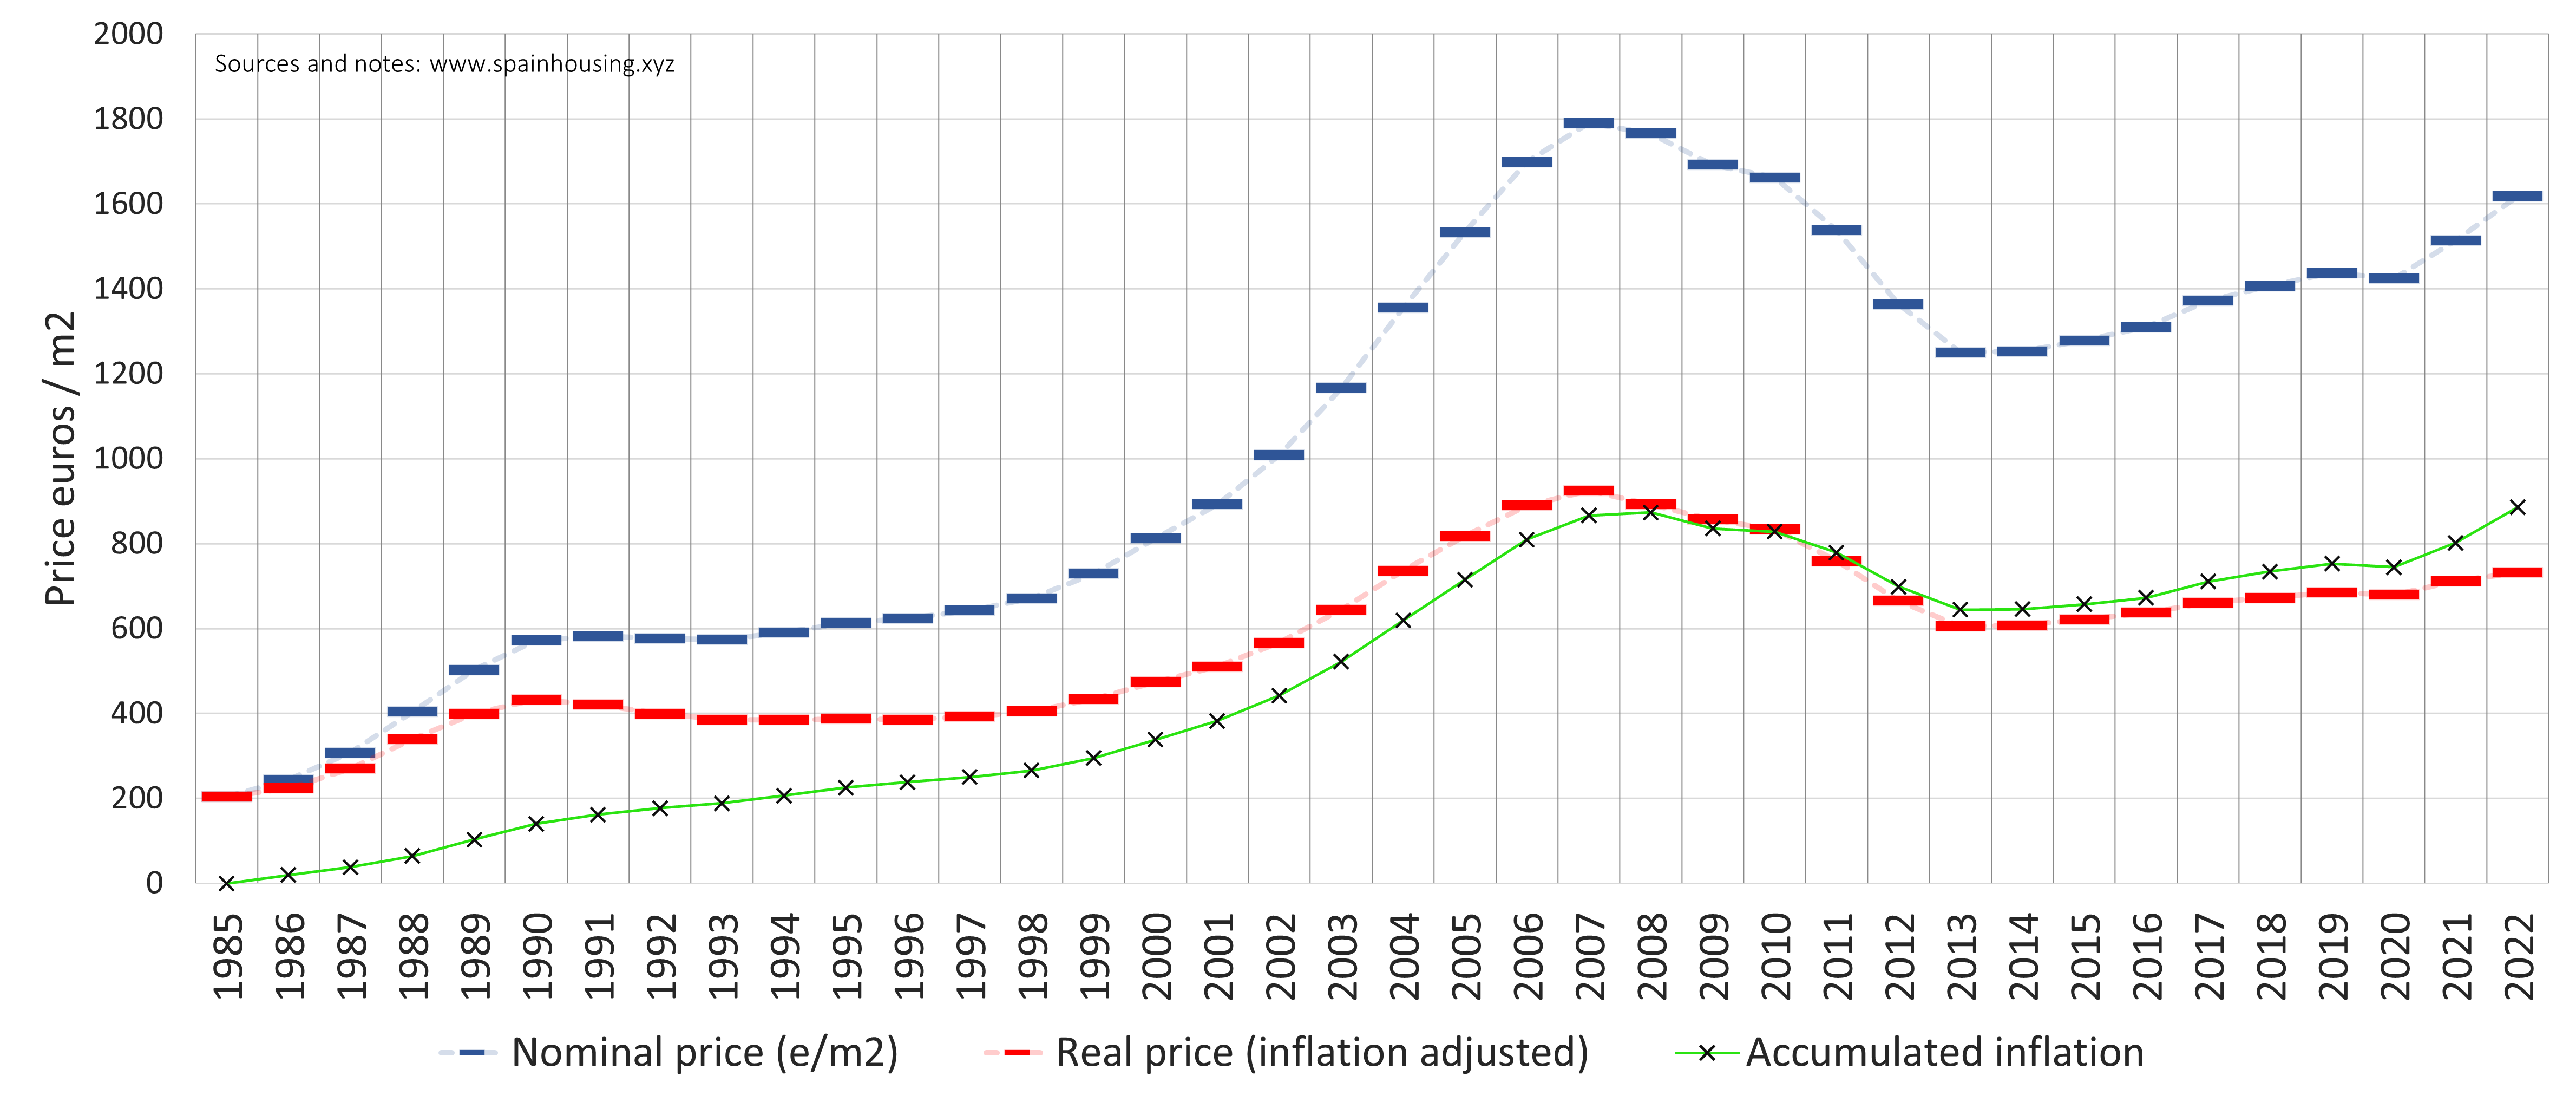 2000
Sources and notes: www.spainhousing.xyz
1800
1600
1400
1200
1000
800
600
400
200
0
Price euros / m2
1985 1986 1987 1988 1989 1990 1991 1992 1993 1994 1995 1996 1997 1998 1999 2000 2001 2002 2003 2004 2005 2006 2007 2008 2009 2010 2011 2012 2013 2014 2015 2016 2017 2018 2019 2020 2021 2022
Nominal price (e/m2) Real price (inflation adjusted) Accumulated inflation